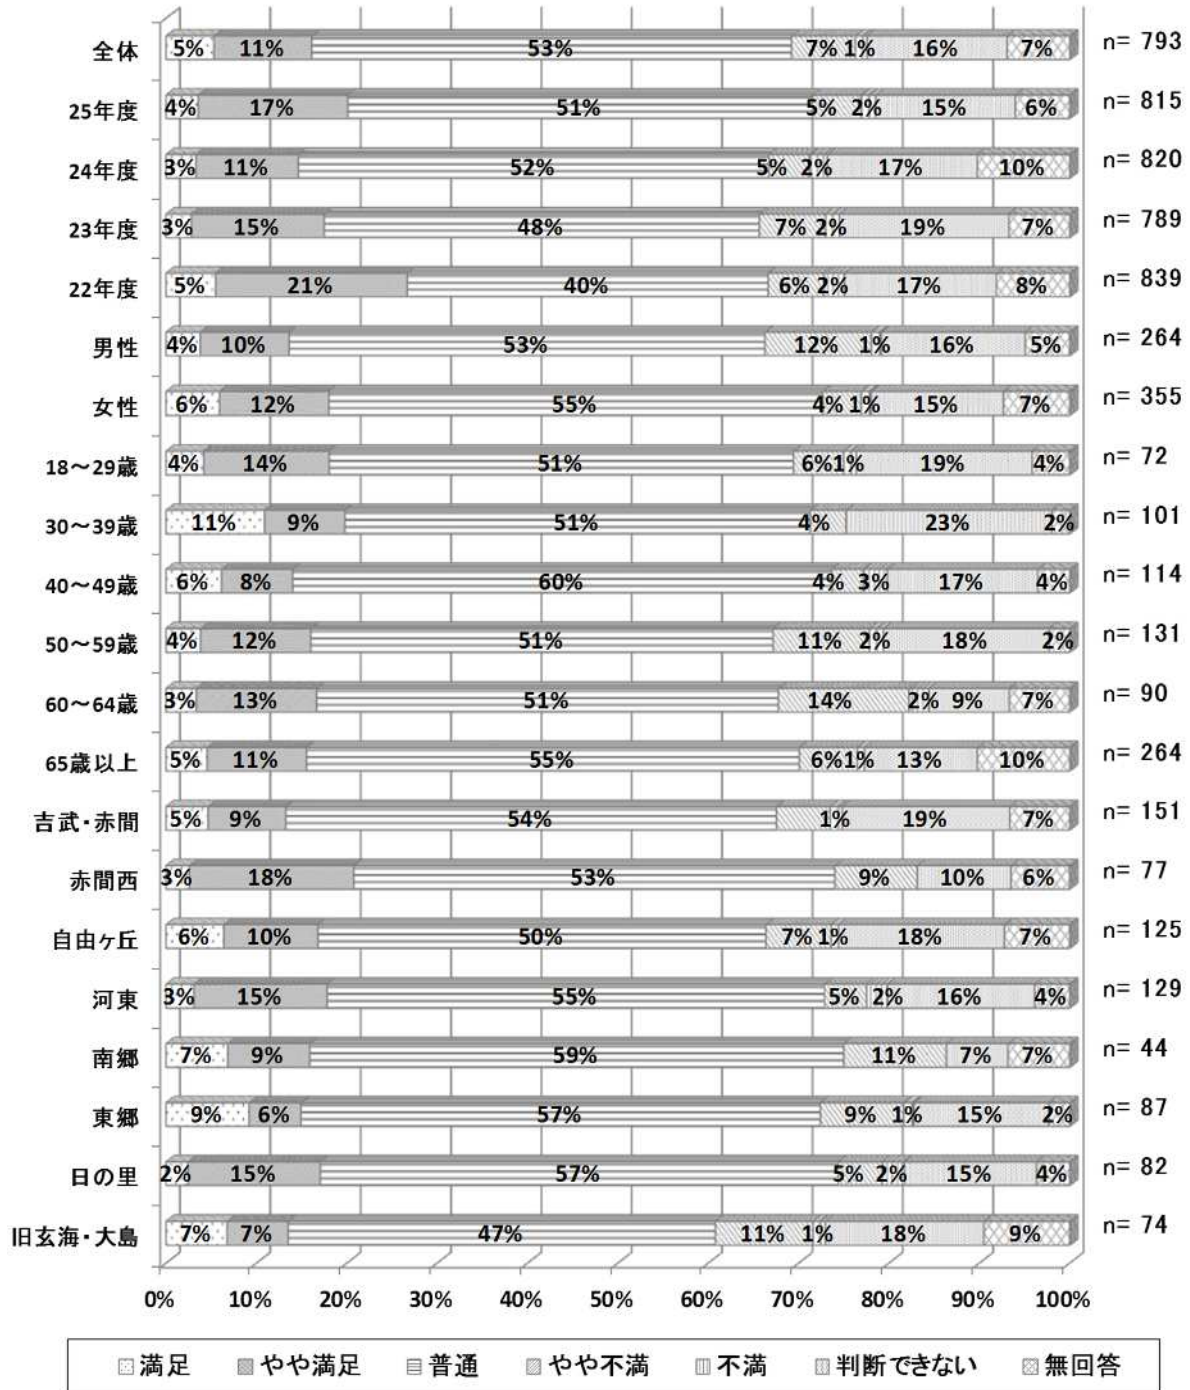 全体 5% 11% 53% 7% 1% 16% 7% n= 793
25年度 4% 17% 51% 5% 2% 15% 6% n= 815
24年度 3% 11% 52% 5% 2% 17% 10% n= 820
23年度 3% 15% 48% 7% 2% 19% 7% n= 789
22年度 5% 21% 40% 6% 2% 17% 8% n= 839
男性 4% 10% 53% 12% 1% 16% 5% n= 264
女性 6% 12% 55% 4% 1% 15% 7% n= 355
18～29歳 4% 14% 51% 6% 1% 19% 4% n= 72
30～39歳 11% 9% 51% 4% 23% 2% n= 101
40～49歳 6% 8% 60% 4% 3% 17% 4% n= 114
50～59歳 4% 12% 51% 11% 2% 18% 2% n= 131
60～64歳 3% 13% 51% 14% 2% 9% 7% n= 90
65歳以上 5% 11% 55% 6% 1% 13% 10% n= 264
吉武・赤間 5% 9% 54% 1% 19% 7% n= 151
赤間西 3% 18% 53% 9% 10% 6% n= 77
自由ヶ丘 6% 10% 50% 7% 1% 18% 7% n= 125
河東 3% 15% 55% 5% 2% 16% 4% n= 129
南郷 7% 9% 59% 11% 7% 7% n= 44
東郷 9% 6% 57% 9% 1% 15% 2% n= 87
日の里 2% 15% 57% 5% 2% 15% 4% n= 82
旧玄海・大島 7% 7% 47% 11% 1% 18% 9% n= 74
0% 10% 20% 30% 40% 50% 60% 70% 80% 90% 100%
満足 やや満足 普通 やや不満 不満 判断できない 無回答